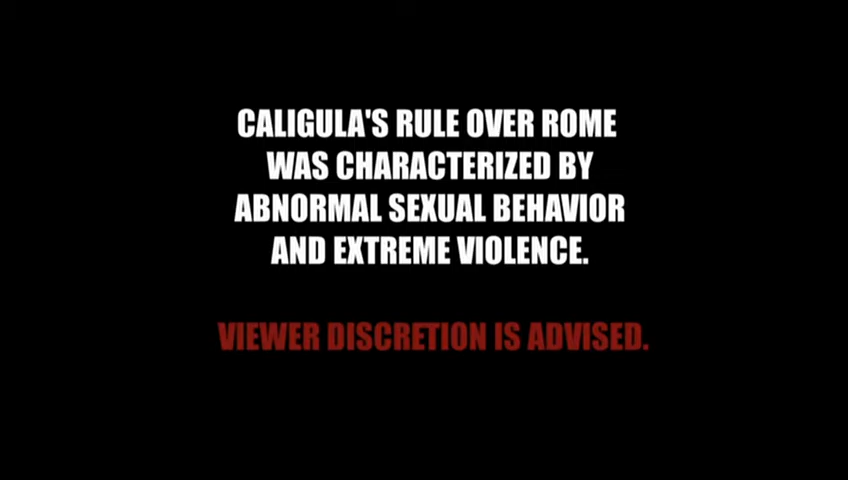 CALIGULA'S RULE OVER ROME
WAS CHARACTERIZED BY
ABNORMAL SEXUAL BEHAVIOR
AND EXTREME VIOLENCE.
VIEWER DISCRETION IS ADVISED.